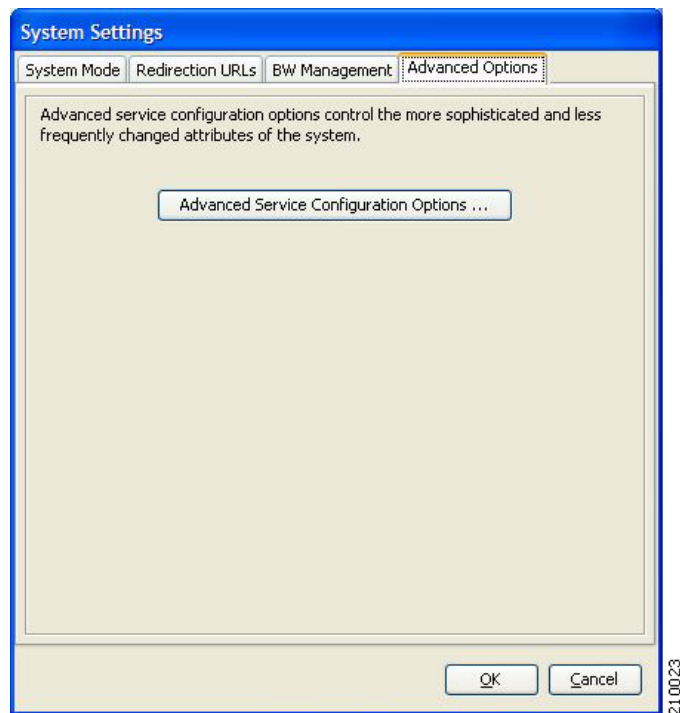 System Settings
System Mode Redirection URLs BW Management Advanced Options
Advanced service configuration options control the more sophisticated and less
frequently changed attributes of the system.
Advanced Service Configuration Options ...
OK Cancel
210023